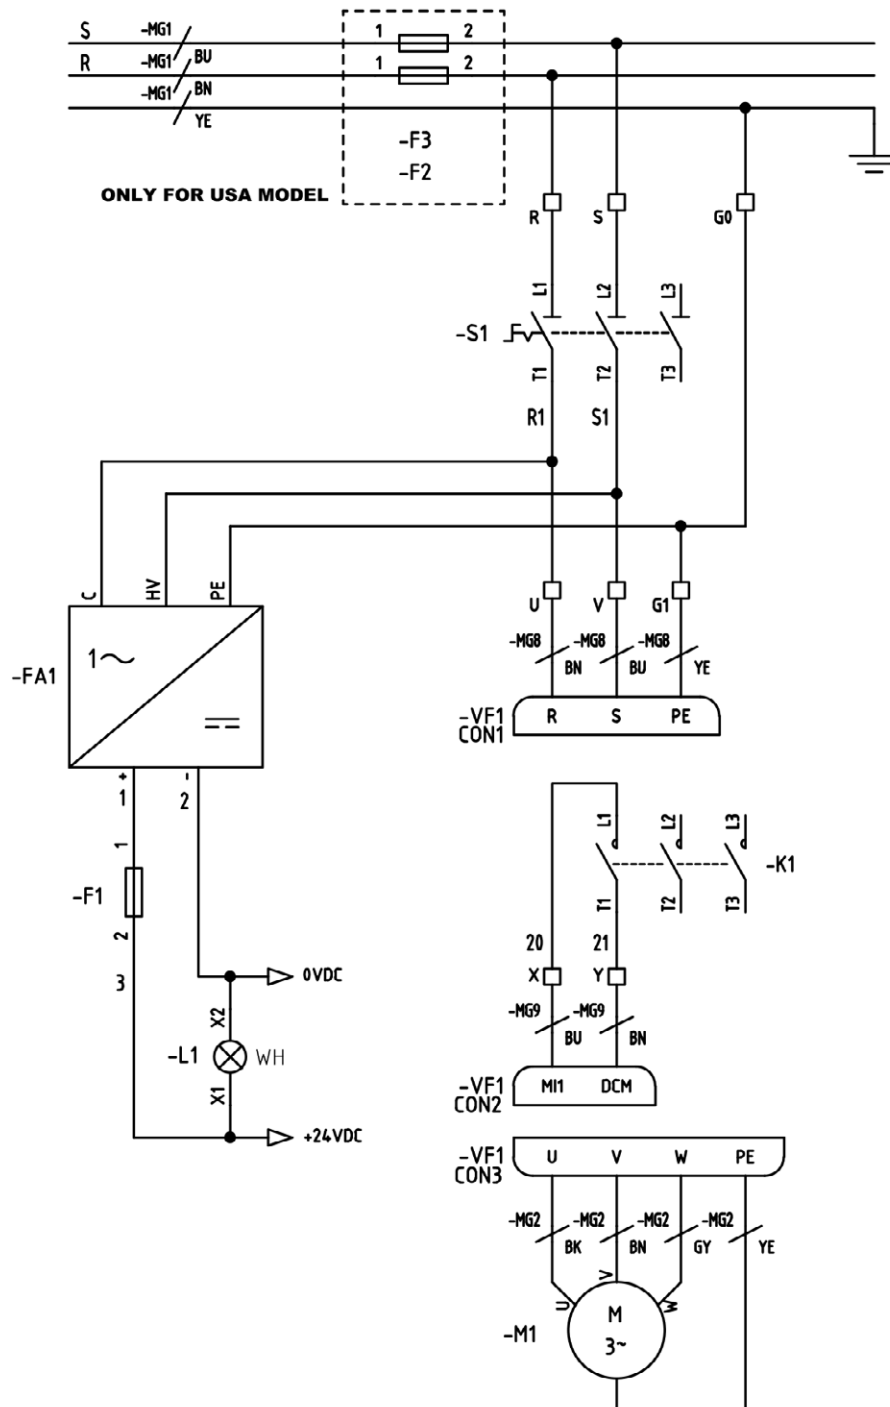 S -MG1 1 2
BU
R -MG1 1 2
BN
-MG1
YE
-F3
-F2
ONLY FOR USA MODEL
R S G0
L1 L2 L3
-S1
T1 T2 T3
R1 S1
C HV PE
U V G1
-MG8 -MG8 -MG8
BN BU YE
1~
-FA1
-VF1 R S PE
CON1
+ -
1 2
1
-F1
2
3
L1 L2 L3
-K1
T1 T2 T3
20 21
X Y
0VDC
X2
-MG9 -MG9
BU BN
-L1 WH
X1
-VF1 MI1 DCM
CON2
+24VDC
-VF1 U V W PE
CON3
-MG2 -MG2 -MG2 -MG2
BK BN GY YE
U V W
M
-M1
3~